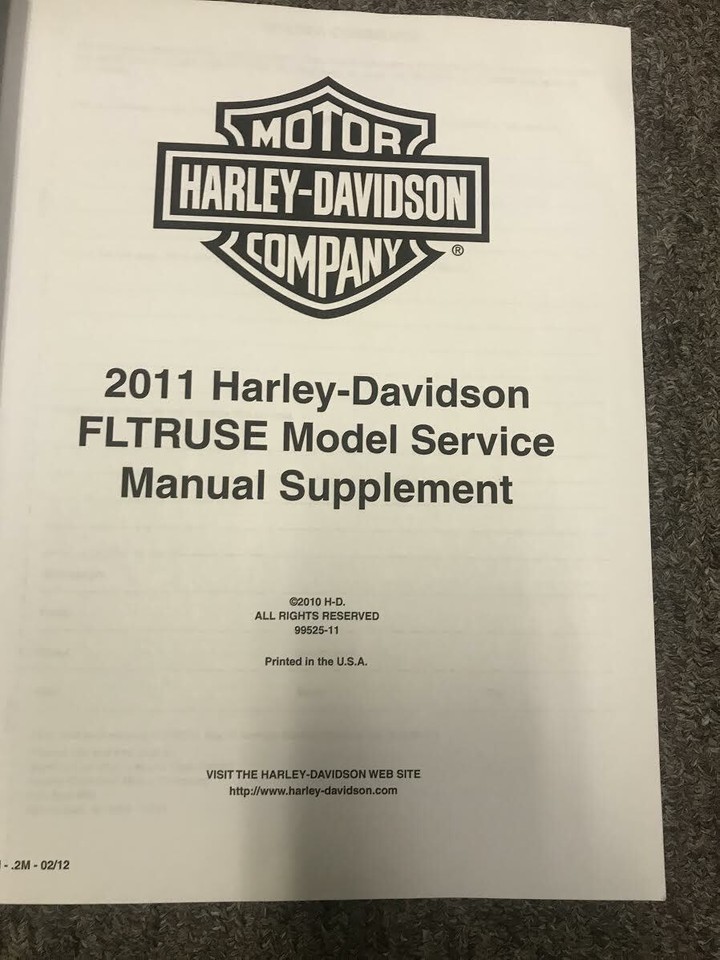 MOTOR
HARLEY-DAVIDSON
COMPANY
®
2011 Harley-Davidson
FLTRUSE Model Service
Manual Supplement
©2010 H-D.
ALL RIGHTS RESERVED
99525-11
Printed in the U.S.A.
VISIT THE HARLEY-DAVIDSON WEB SITE
http://www.harley-davidson.com
- .2M - 02/12